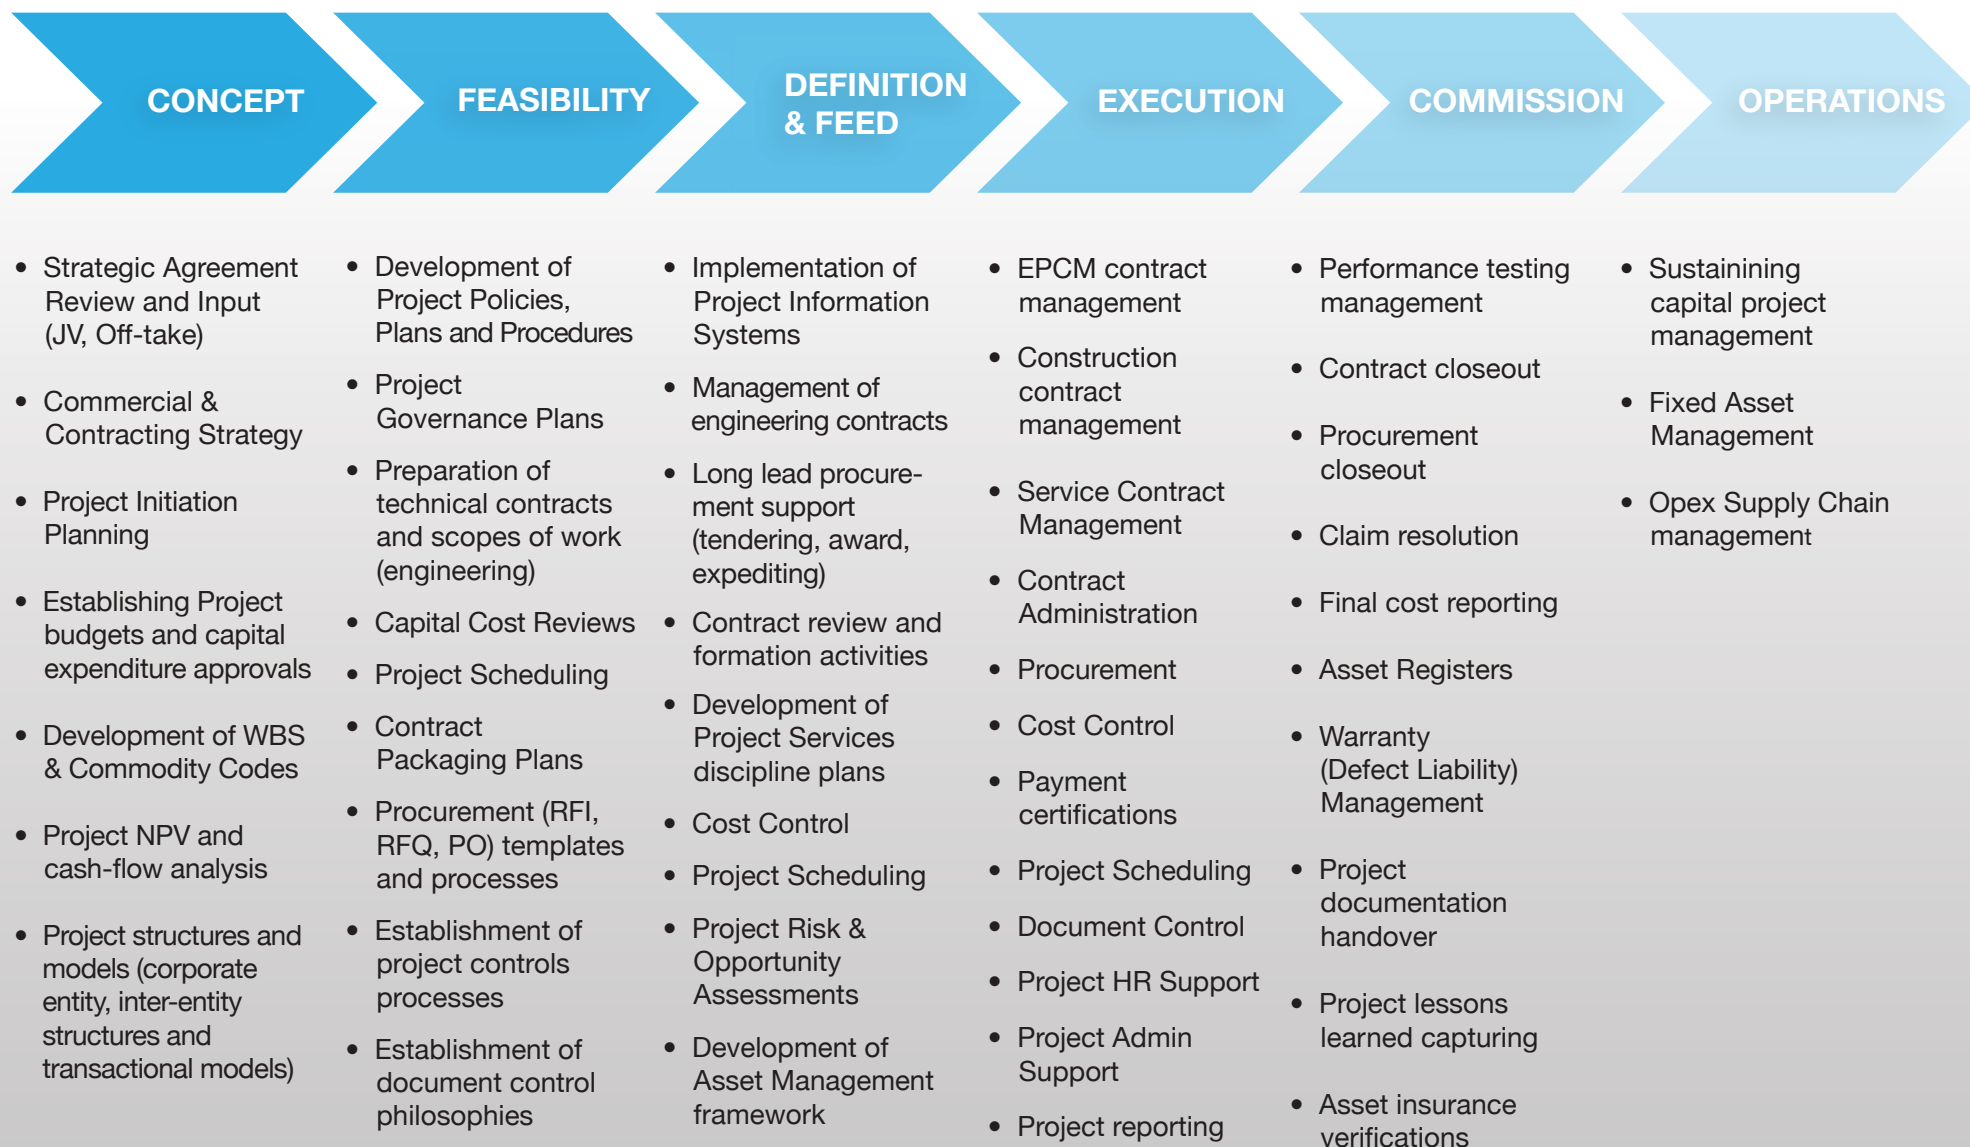 CONCEPT
FEASIBILITY
DEFINITION
& FEED
EXECUTION
COMMISSION
OPERATIONS
• Strategic Agreement
Review and Input
(JV, Off-take)
• Commercial &
Contracting Strategy
• Project Initiation
Planning
• Establishing Project
budgets and capital
expenditure approvals
• Development of WBS
& Commodity Codes
• Project NPV and
cash-flow analysis
• Project structures and
models (corporate
entity, inter-entity
structures and
transactional models)
• Development of
Project Policies,
Plans and Procedures
• Project
Governance Plans
• Preparation of
technical contracts
and scopes of work
(engineering)
• Capital Cost Reviews
• Project Scheduling
• Contract
Packaging Plans
• Procurement (RFI,
RFQ, PO) templates
and processes
• Establishment of
project controls
processes
• Establishment of
document control
philosophies
• Implementation of
Project Information
Systems
• Management of
engineering contracts
• Long lead procure-
ment support
(tendering, award,
expediting)
• Contract review and
formation activities
• Development of
Project Services
discipline plans
• Cost Control
• Project Scheduling
• Project Risk &
Opportunity
Assessments
• Development of
Asset Management
framework
• EPCM contract
management
• Construction
contract
management
• Service Contract
Management
• Contract
Administration
• Procurement
• Cost Control
• Payment
certifications
• Project Scheduling
• Document Control
• Project HR Support
• Project Admin
Support
• Project reporting
• Performance testing
management
• Contract closeout
• Procurement
closeout
• Claim resolution
• Final cost reporting
• Asset Registers
• Warranty
(Defect Liability)
Management
• Project
documentation
handover
• Project lessons
learned capturing
• Asset insurance
verifications
• Sustainining
capital project
management
• Fixed Asset
Management
• Opex Supply Chain
management